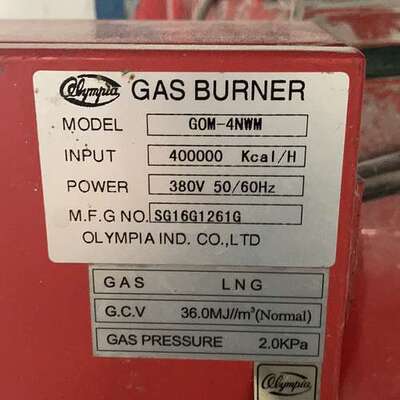 Olympia GAS BURNER
MODEL GOM-4NWM
INPUT 400000 Kcal/H
POWER 380V 50/60Hz
M.F.G NO. SG16G1261G
OLYMPIA IND. CO.,LTD
GAS LNG
G.C.V 36.0MJ//m³(Normal)
GAS PRESSURE 2.0KPa
Olympia